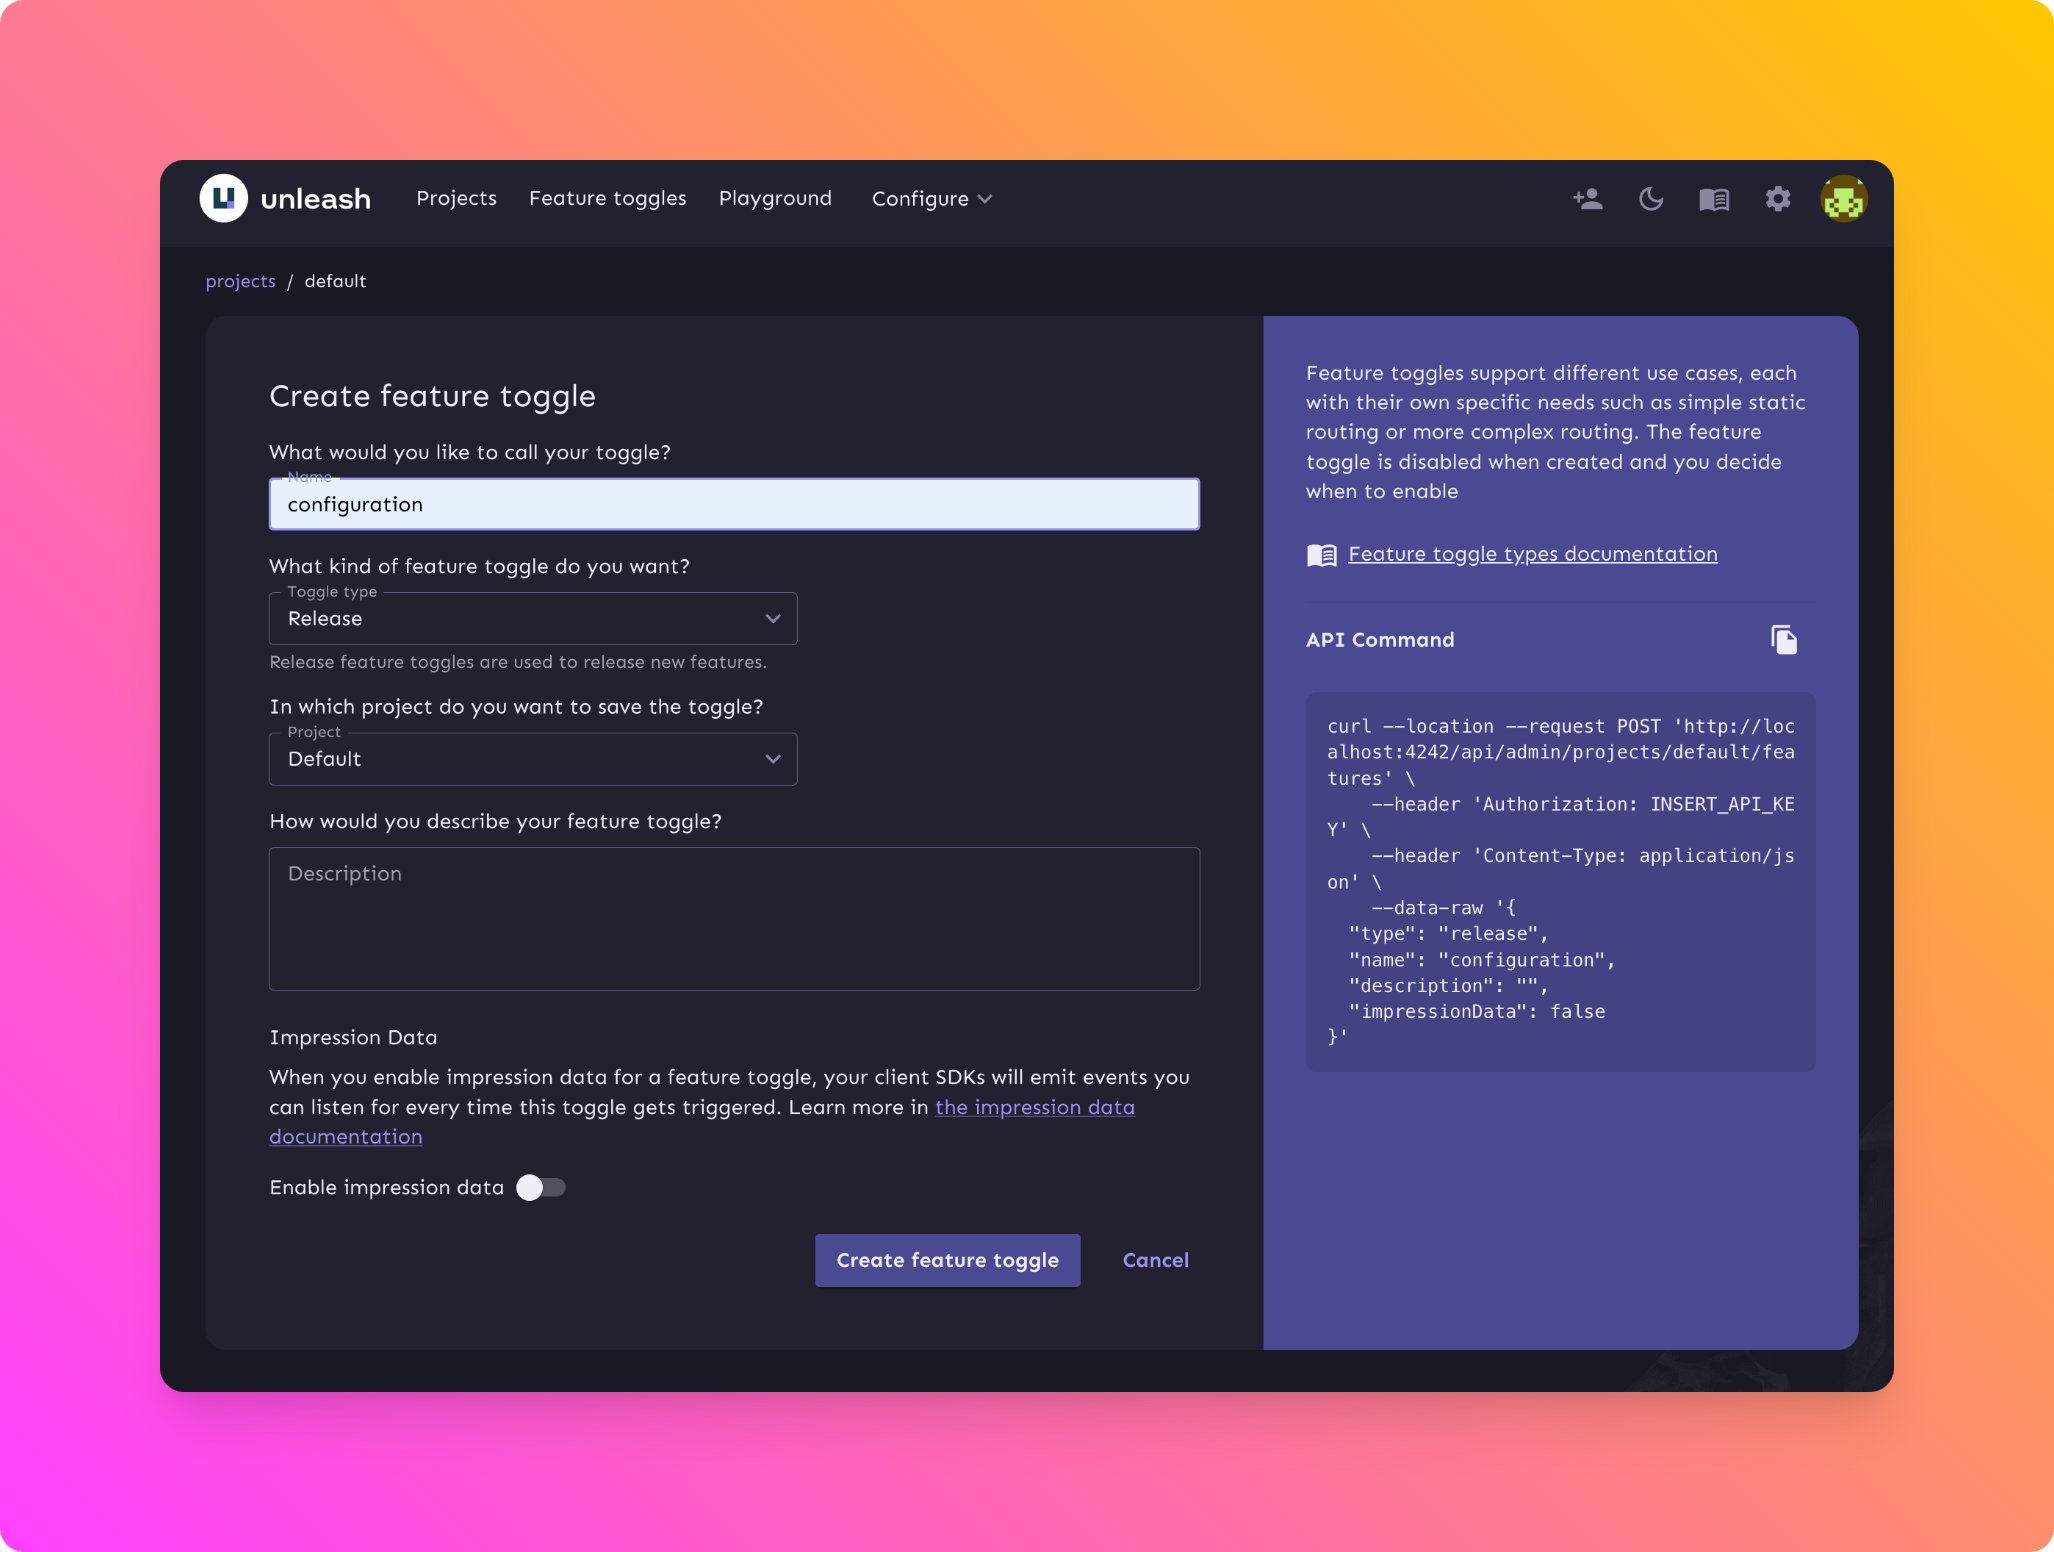 unleash
Projects
Feature toggles
Playground
Configure
projects / default
Create feature toggle
What would you like to call your toggle?
Name
configuration
What kind of feature toggle do you want?
Toggle type
Release
Release feature toggles are used to release new features.
In which project do you want to save the toggle?
Project
Default
How would you describe your feature toggle?
Description
Impression Data
When you enable impression data for a feature toggle, your client SDKs will emit events you
can listen for every time this toggle gets triggered. Learn more in the impression data
documentation
Enable impression data
Create feature toggle
Cancel
Feature toggles support different use cases, each
with their own specific needs such as simple static
routing or more complex routing. The feature
toggle is disabled when created and you decide
when to enable
Feature toggle types documentation
API Command
curl --location --request POST 'http://loc
alhost:4242/api/admin/projects/default/fea
tures' \
--header 'Authorization: INSERT_API_KE
Y' \
--header 'Content-Type: application/js
on' \
--data-raw '{
"type": "release",
"name": "configuration",
"description": "",
"impressionData": false
}'